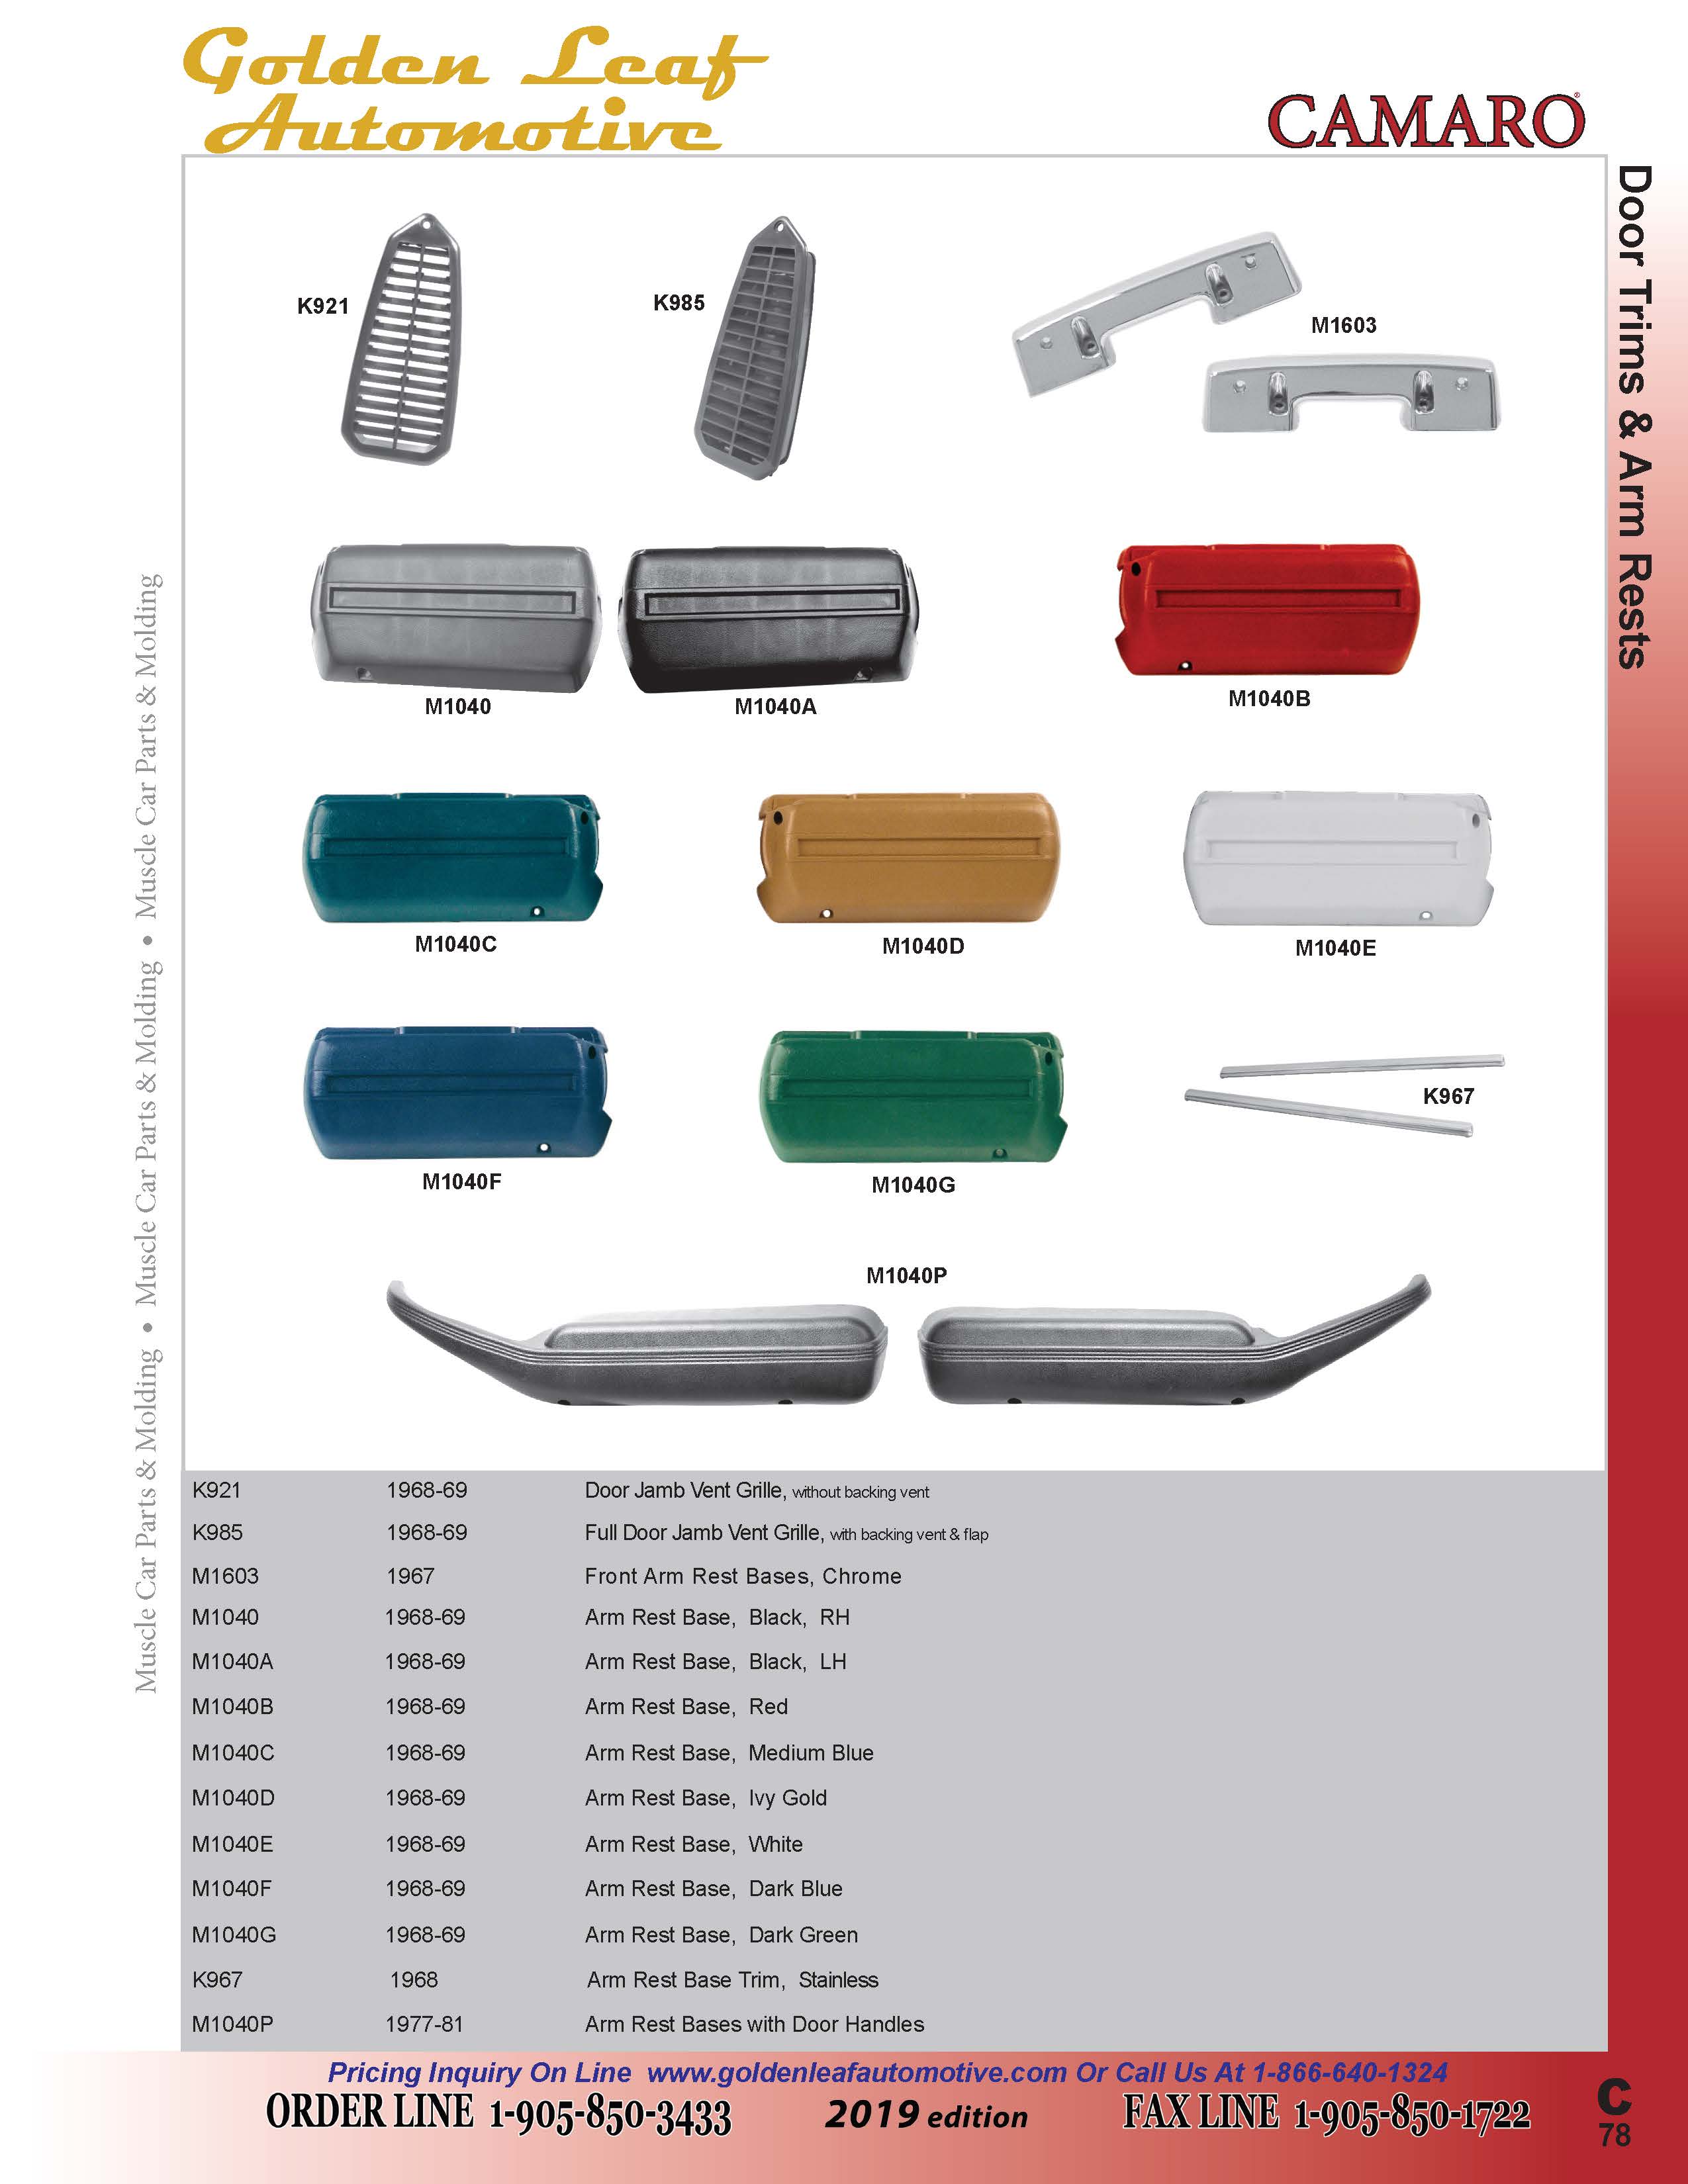 Golden Leaf
Automotive
CAMARO®
Door Trims & Arm Rests
Muscle Car Parts & Molding • Muscle Car Parts & Molding • Muscle Car Parts & Molding
K921
K985
M1603
M1040
M1040A
M1040B
M1040C
M1040D
M1040E
M1040F
M1040G
K967
M1040P
K921 1968-69 Door Jamb Vent Grille, without backing vent
K985 1968-69 Full Door Jamb Vent Grille, with backing vent & flap
M1603 1967 Front Arm Rest Bases, Chrome
M1040 1968-69 Arm Rest Base, Black, RH
M1040A 1968-69 Arm Rest Base, Black, LH
M1040B 1968-69 Arm Rest Base, Red
M1040C 1968-69 Arm Rest Base, Medium Blue
M1040D 1968-69 Arm Rest Base, Ivy Gold
M1040E 1968-69 Arm Rest Base, White
M1040F 1968-69 Arm Rest Base, Dark Blue
M1040G 1968-69 Arm Rest Base, Dark Green
K967 1968 Arm Rest Base Trim, Stainless
M1040P 1977-81 Arm Rest Bases with Door Handles
Pricing Inquiry On Line www.goldenleafautomotive.com Or Call Us At 1-866-640-1324
ORDER LINE 1-905-850-3433 2019 edition FAX LINE 1-905-850-1722
C
78